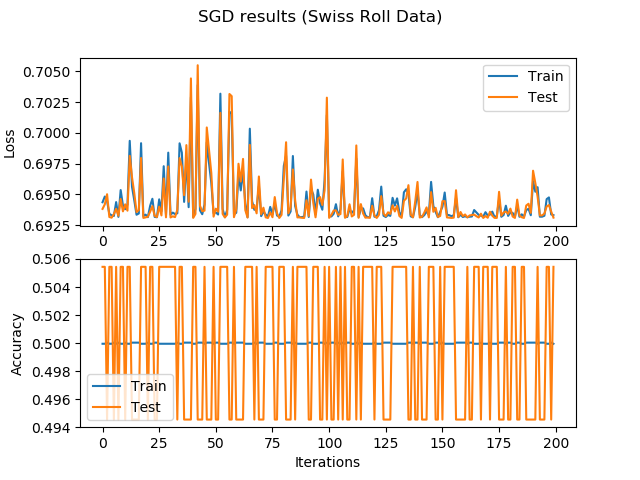 SGD results (Swiss Roll Data)
0.7050
0.7025
0.7000
0.6975
0.6950
0.6925
Loss
Train
Test
0 25 50 75 100 125 150 175 200
0.506
0.504
0.502
0.500
0.498
0.496
0.494
Accuracy
Train
Test
0 25 50 75 100 125 150 175 200
Iterations